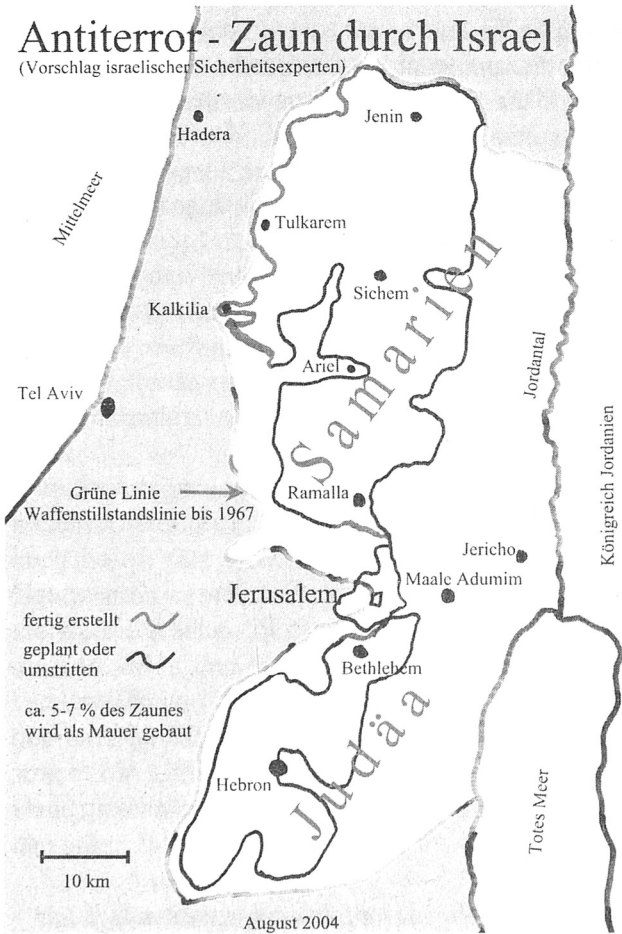 Antiterror - Zaun durch Israel
(Vorschlag israelischer Sicherheitsexperten)
Hadera
Jenin
Mittelmeer
Tulkarem
Sichem
Samarien
Kalkilia
Ariel
Jordantal
Tel Aviv
Königreich Jordanien
Grüne Linie
Waffenstillstandslinie bis 1967
Ramalla
Jericho
Maale Adumim
Jerusalem
fertig erstellt
geplant oder
umstritten
Bethlehem
ca. 5-7 % des Zaunes
wird als Mauer gebaut
Judäa
Hebron
Totes Meer
10 km
August 2004